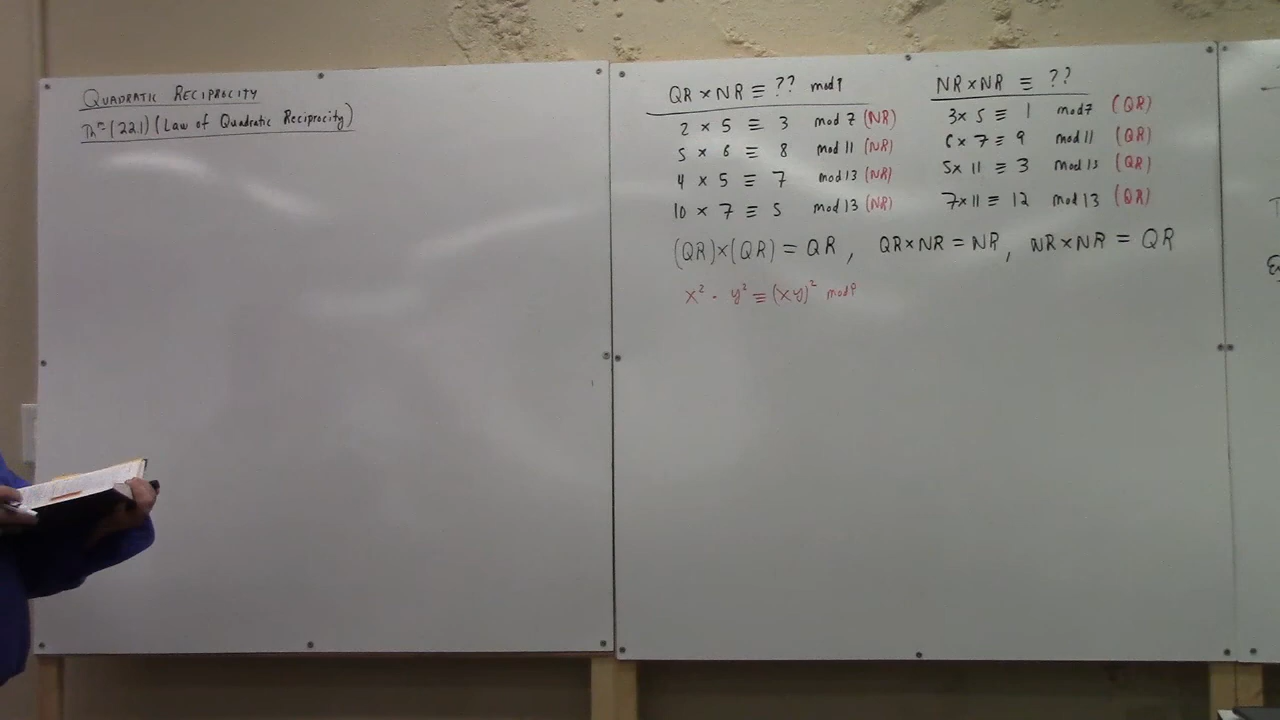 QUADRATIC RECIPROCITY
Thm (22.1) (Law of Quadratic Reciprocity)
QR × NR ≡ ?? mod p
2 × 5 ≡ 3 mod 7 (NR)
5 × 6 ≡ 8 mod 11 (NR)
4 × 5 ≡ 7 mod 13 (NR)
10 × 7 ≡ 5 mod 13 (NR)
NR × NR ≡ ??
3 × 5 ≡ 1 mod 7 (QR)
6 × 7 ≡ 9 mod 11 (QR)
5 × 11 ≡ 3 mod 13 (QR)
7 × 11 ≡ 12 mod 13 (QR)
(QR) × (QR) = QR, QR × NR = NR, NR × NR = QR
x² · y² ≡ (xy)² mod p